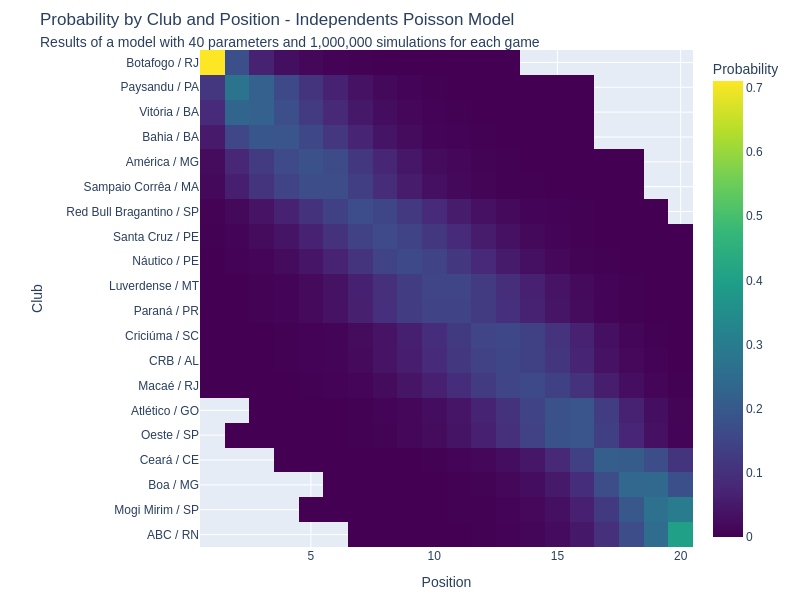 Probability by Club and Position - Independents Poisson Model
Results of a model with 40 parameters and 1,000,000 simulations for each game
Probability
Club
Botafogo / RJ
Paysandu / PA
Vitória / BA
Bahia / BA
América / MG
Sampaio Corrêa / MA
Red Bull Bragantino / SP
Santa Cruz / PE
Náutico / PE
Luverdense / MT
Paraná / PR
Criciúma / SC
CRB / AL
Macaé / RJ
Atlético / GO
Oeste / SP
Ceará / CE
Boa / MG
Mogi Mirim / SP
ABC / RN
0.7
0.6
0.5
0.4
0.3
0.2
0.1
0
5 10 15 20
Position